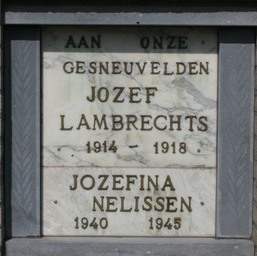 AAN ONZE
GESNEUVELDEN
JOZEF
LAMBRECHTS
1914 - 1918
JOZEFINA
NELISSEN
1940 1945